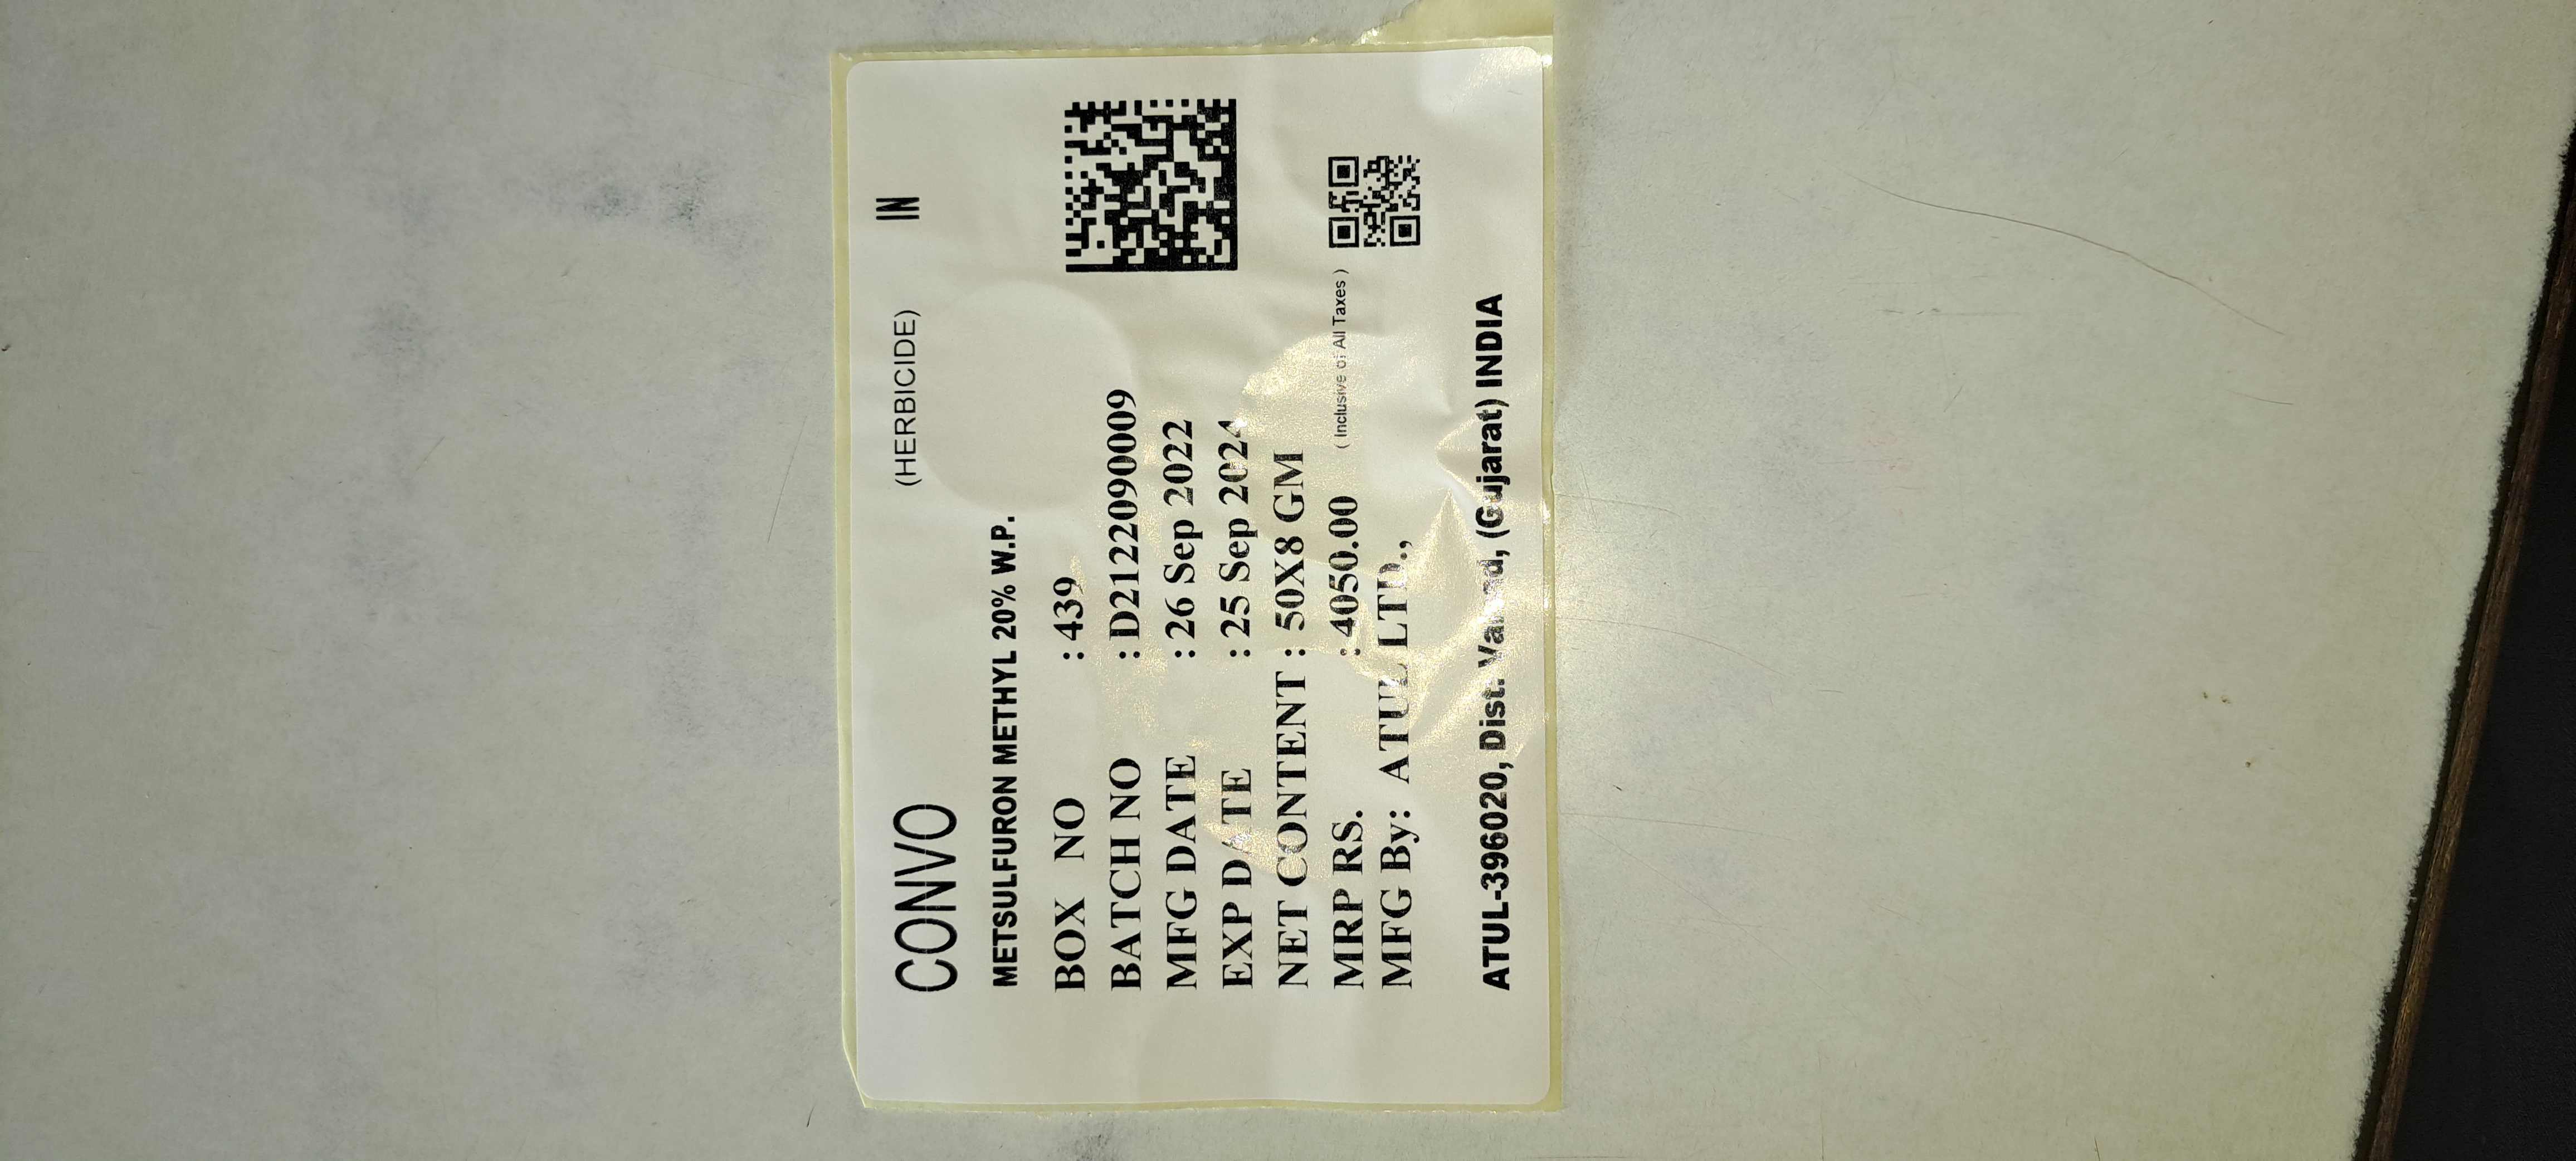 CONVO (HERBICIDE) IN
METSULFURON METHYL 20% W.P.
BOX NO : 439
BATCH NO : D2122090009
MFG DATE : 26 Sep 2022
EXP DATE : 25 Sep 2024
NET CONTENT : 50X8 GM
MRP RS. : 4050.00 ( Inclusive of All Taxes )
MFG By: ATUL LTD.,
ATUL-396020, Dist. Valsad, (Gujarat) INDIA